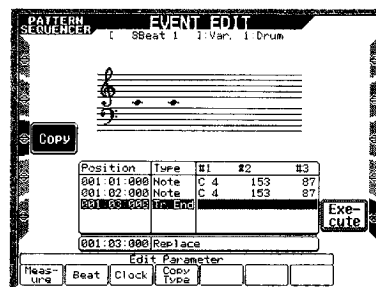 PATTERN SEQUENCER
EVENT EDIT
[ 8Beat 1 ]:Var. 1:Drum
Copy
Position Type #1 #2 #3
001:01:000 Note C 4 153 87
001:02:000 Note C 4 153 87
001:03:000 Tr End
Exe-cute
001:03:000 Replace
Edit Parameter
Meas-ure Beat Clock Copy Type